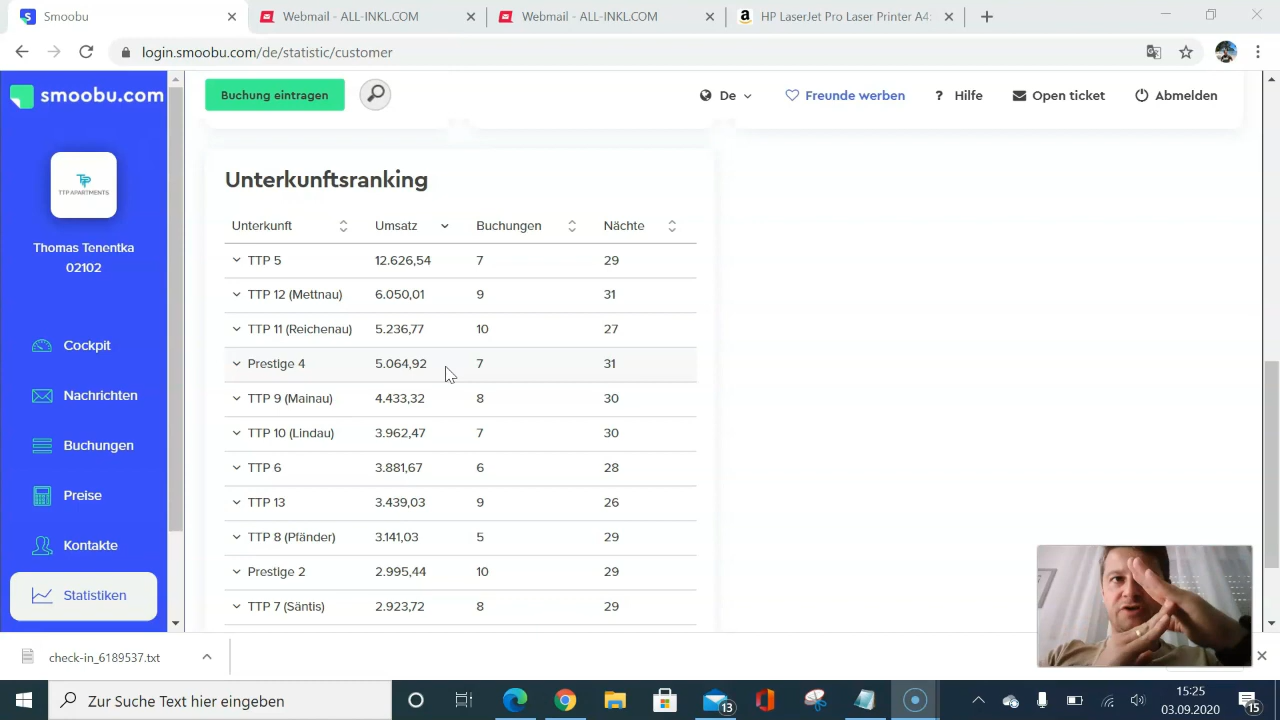 Smoobu
Webmail - ALL-INKL.COM
Webmail - ALL-INKL.COM
HP LaserJet Pro Laser Printer A4:
login.smoobu.com/de/statistic/customer
smoobu.com
Buchung eintragen
De
Freunde werben
? Hilfe
Open ticket
Abmelden
TTP APARTMENTS
Thomas Tenentka
02102
Cockpit
Nachrichten
Buchungen
Preise
Kontakte
Statistiken
Unterkunftsranking
Unterkunft Umsatz Buchungen Nächte
TTP 5 12.626,54 7 29
TTP 12 (Mettnau) 6.050,01 9 31
TTP 11 (Reichenau) 5.236,77 10 27
Prestige 4 5.064,92 7 31
TTP 9 (Mainau) 4.433,32 8 30
TTP 10 (Lindau) 3.962,47 7 30
TTP 6 3.881,67 6 28
TTP 13 3.439,03 9 26
TTP 8 (Pfänder) 3.141,03 5 29
Prestige 2 2.995,44 10 29
TTP 7 (Säntis) 2.923,72 8 29
check-in_6189537.txt
Zur Suche Text hier eingeben
13
15:25
03.09.2020
15